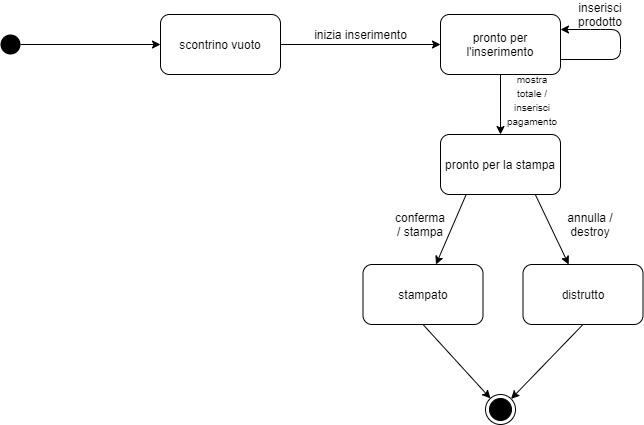 inserisci
prodotto
scontrino vuoto
inizia inserimento
pronto per
l'inserimento
mostra
totale /
inserisci
pagamento
pronto per la stampa
conferma
/ stampa
annulla /
destroy
stampato
distrutto